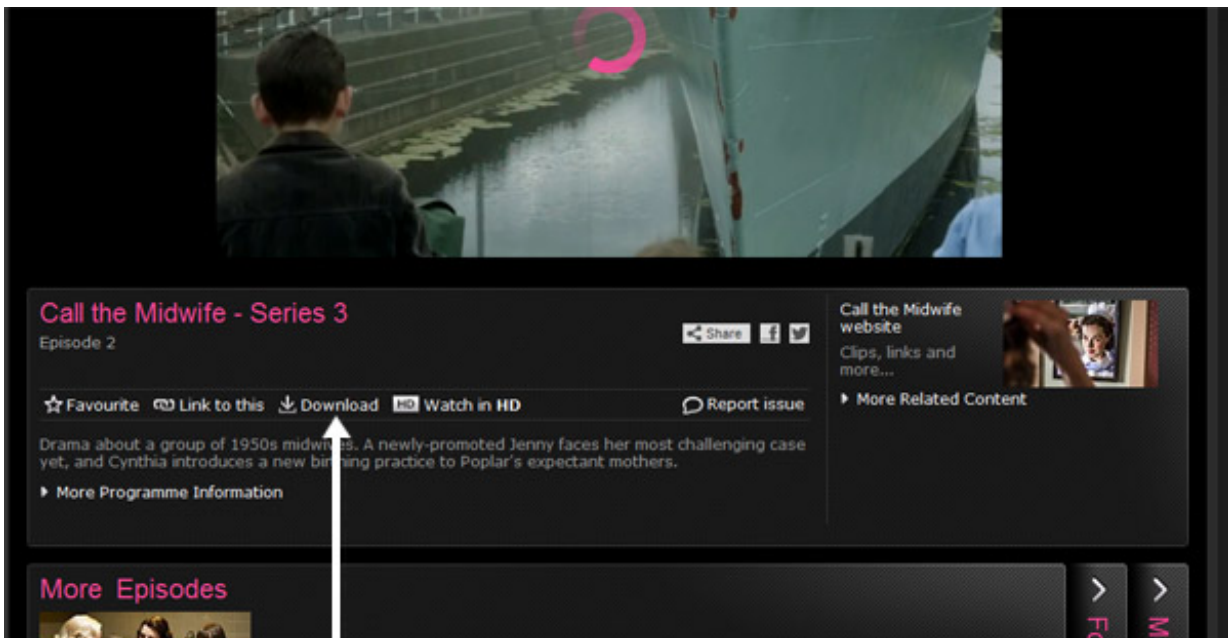 Call the Midwife - Series 3
Episode 2
Share
Favourite Link to this Download HD Watch in HD Report issue
Drama about a group of 1950s midwives. A newly-promoted Jenny faces her most challenging case
yet, and Cynthia introduces a new birthing practice to Poplar's expectant mothers.
More Programme Information
Call the Midwife
website
Clips, links and
more...
More Related Content
More Episodes